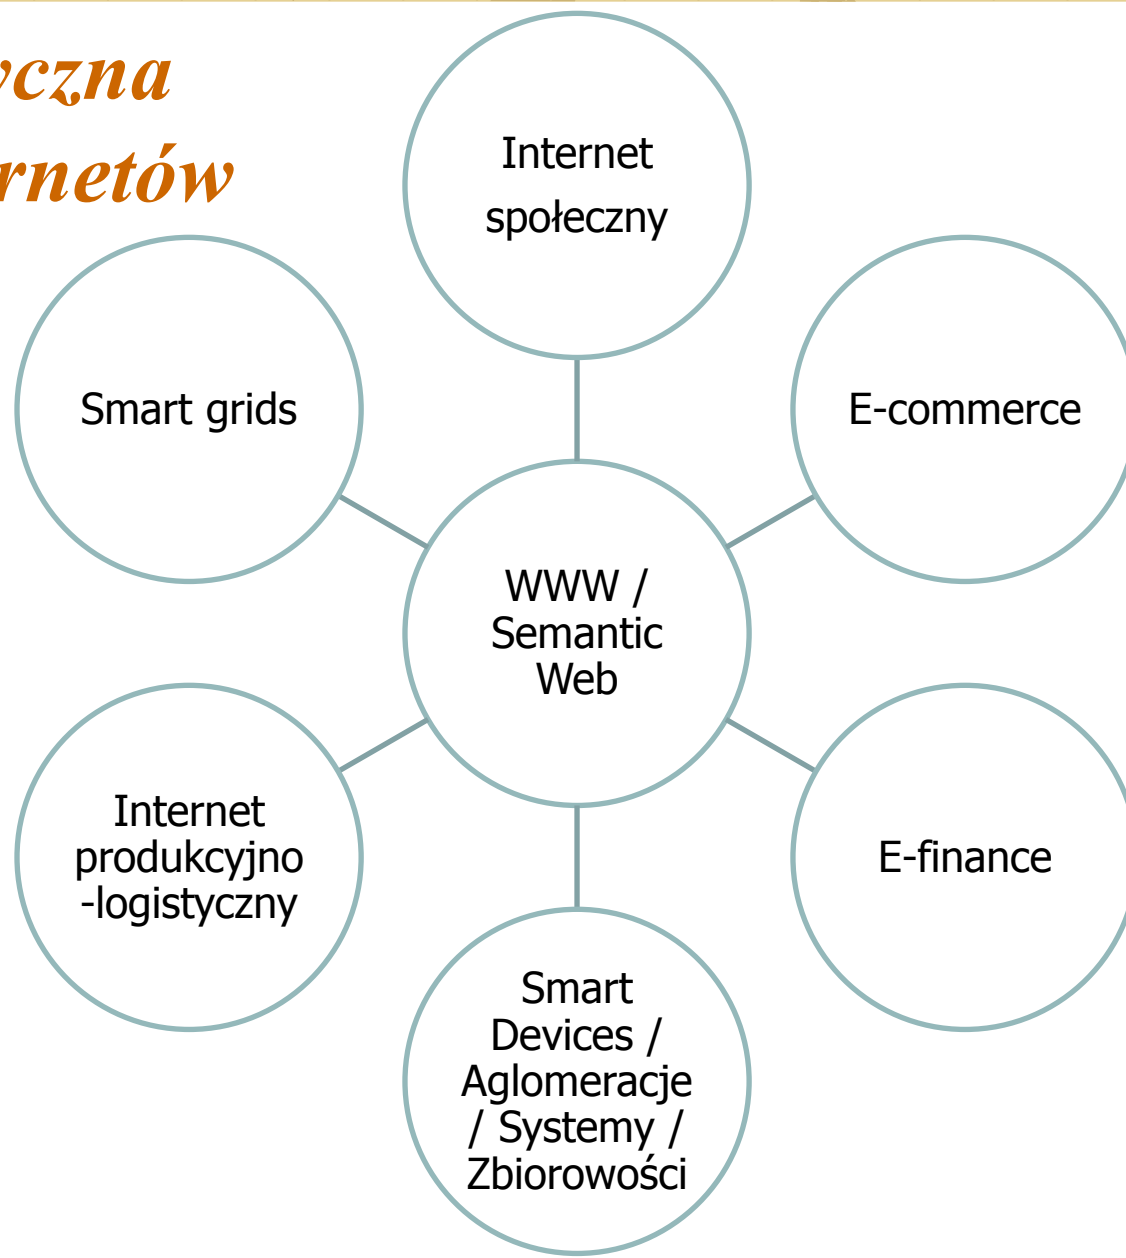 yczna
rnetów
Internet
społeczny
Smart grids
E-commerce
WWW /
Semantic
Web
Internet
produkcyjno
-logistyczny
E-finance
Smart
Devices /
Aglomeracje
/ Systemy /
Zbiorowości